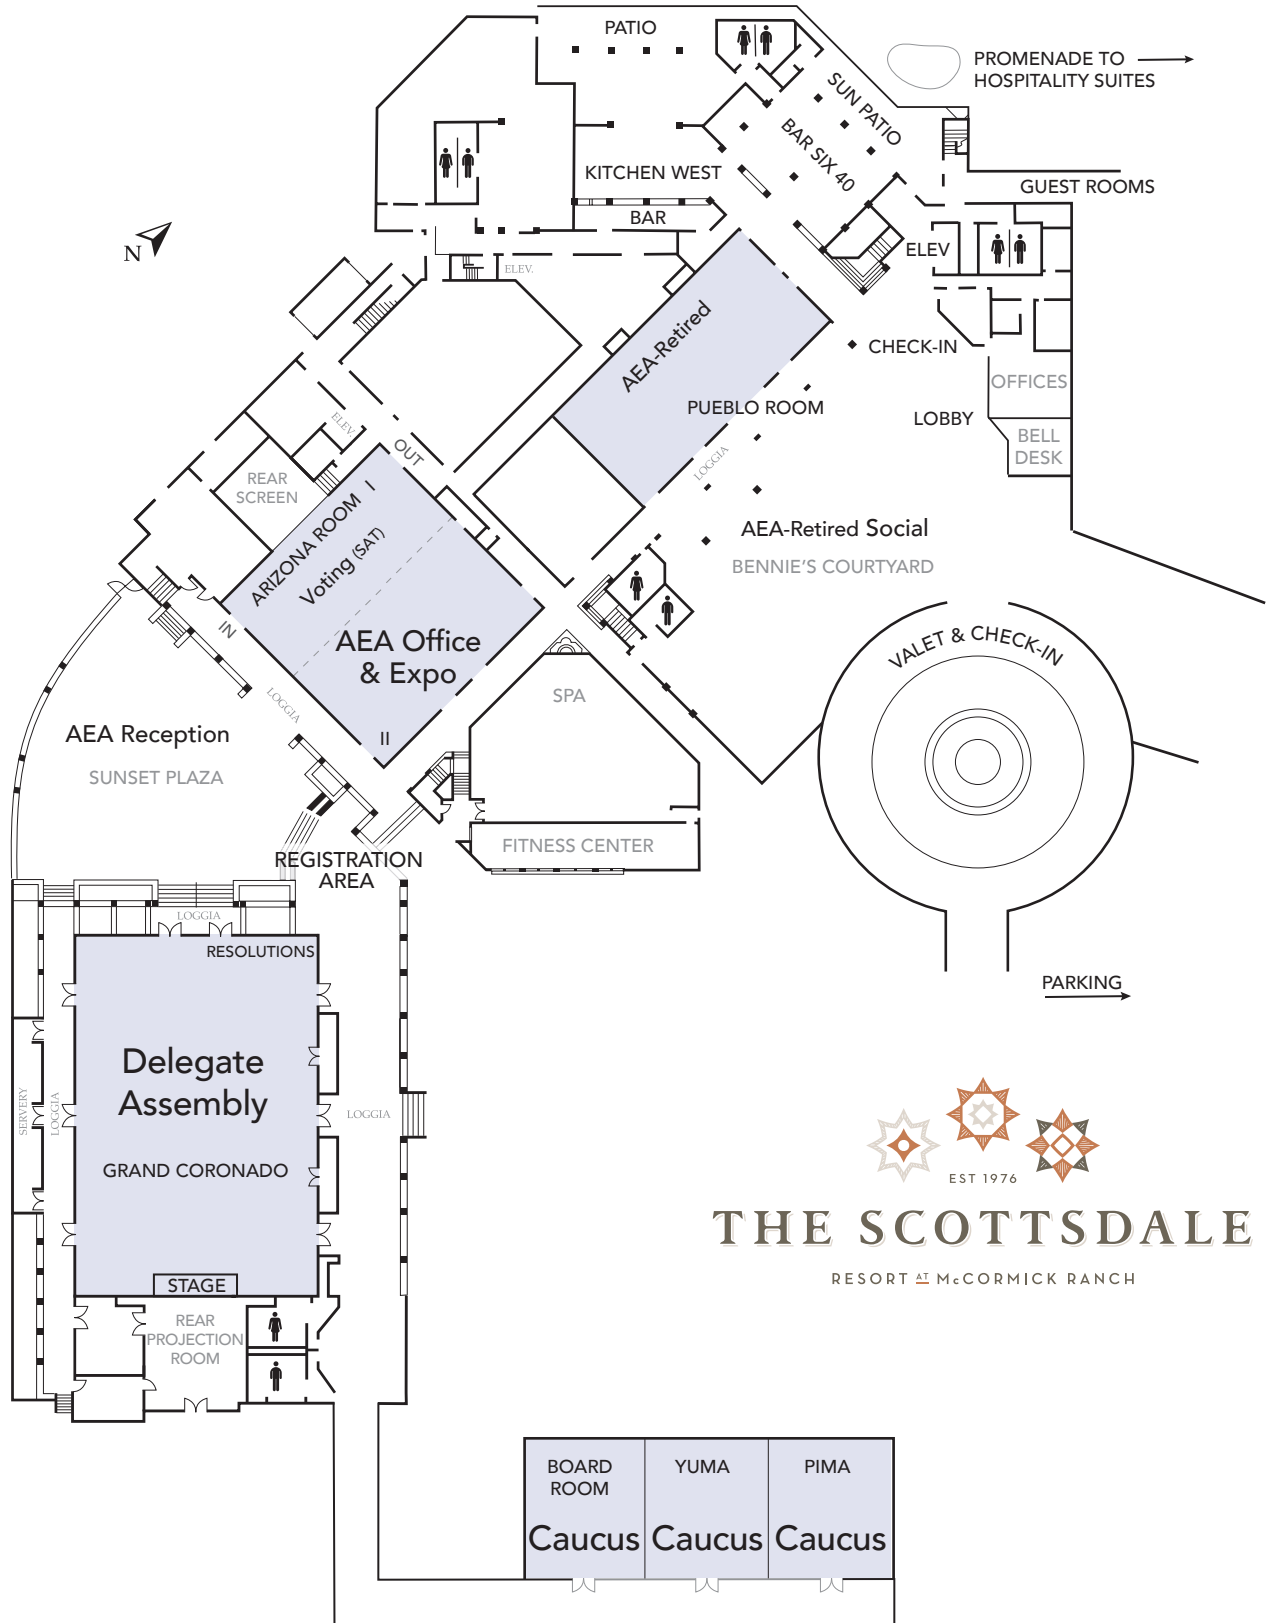 PATIO
PROMENADE TO
HOSPITALITY SUITES
SUN PATIO
BAR SIX 40
KITCHEN WEST
GUEST ROOMS
BAR
N
ELEV
ELEV.
AEA-Retired
CHECK-IN
OFFICES
PUEBLO ROOM
LOBBY
ELEV.
OUT
BELL
DESK
LOGGIA
REAR
SCREEN
ARIZONA ROOM I
Voting (SAT)
AEA-Retired Social
BENNIE'S COURTYARD
IN
AEA Office
& Expo
VALET & CHECK-IN
LOGGIA
SPA
AEA Reception
II
SUNSET PLAZA
FITNESS CENTER
REGISTRATION
AREA
LOGGIA
RESOLUTIONS
PARKING
Delegate
Assembly
SERVERY
LOGGIA
LOGGIA
GRAND CORONADO
EST 1976
THE SCOTTSDALE
RESORT AT McCORMICK RANCH
STAGE
REAR
PROJECTION
ROOM
BOARD
ROOM
YUMA
PIMA
Caucus
Caucus
Caucus